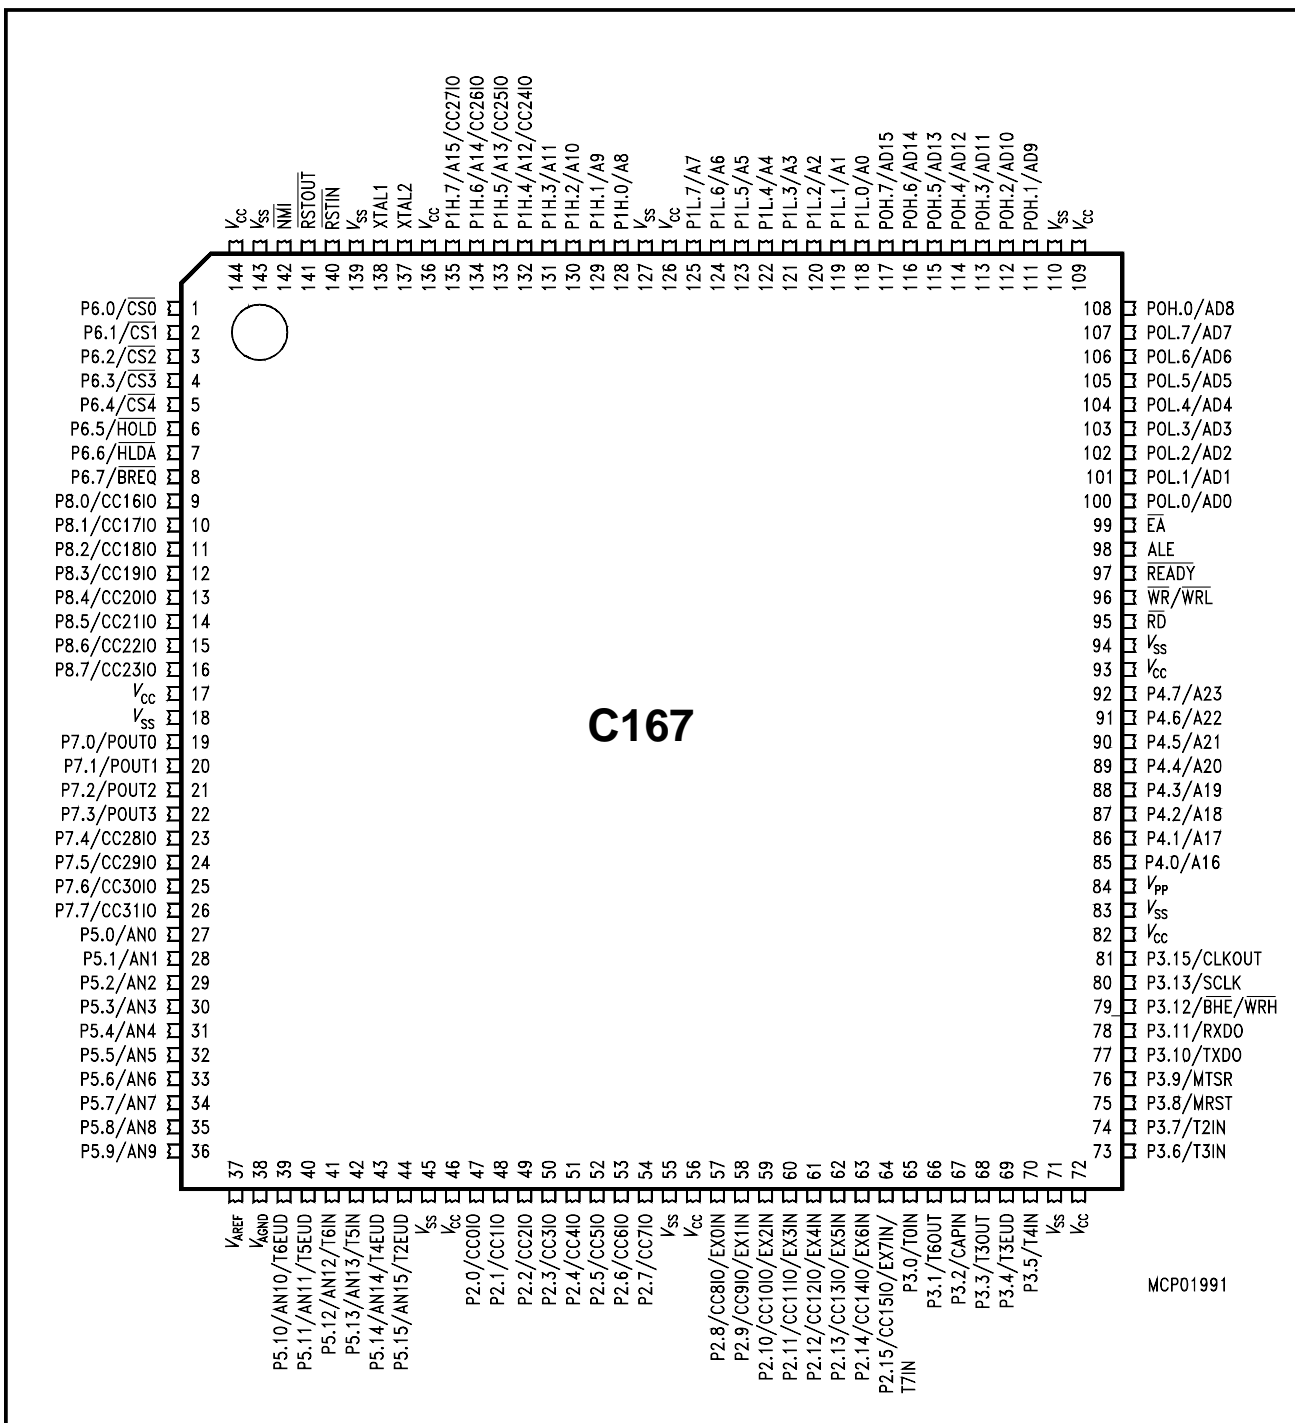 VCC
VSS
NMI
RSTOUT
RSTIN
VSS
XTAL1
XTAL2
VCC
P1H.7/A15/CC27IO
P1H.6/A14/CC26IO
P1H.5/A13/CC25IO
P1H.4/A12/CC24IO
P1H.3/A11
P1H.2/A10
P1H.1/A9
P1H.0/A8
VSS
VCC
P1L.7/A7
P1L.6/A6
P1L.5/A5
P1L.4/A4
P1L.3/A3
P1L.2/A2
P1L.1/A1
P1L.0/A0
POH.7/AD15
POH.6/AD14
POH.5/AD13
POH.4/AD12
POH.3/AD11
POH.2/AD10
POH.1/AD9
VSS
VCC
144
143
142
141
140
139
138
137
136
135
134
133
132
131
130
129
128
127
126
125
124
123
122
121
120
119
118
117
116
115
114
113
112
111
110
109
P6.0/CS0 1
P6.1/CS1 2
P6.2/CS2 3
P6.3/CS3 4
P6.4/CS4 5
P6.5/HOLD 6
P6.6/HLDA 7
P6.7/BREQ 8
P8.0/CC16IO 9
P8.1/CC17IO 10
P8.2/CC18IO 11
P8.3/CC19IO 12
P8.4/CC20IO 13
P8.5/CC21IO 14
P8.6/CC22IO 15
P8.7/CC23IO 16
VCC 17
VSS 18
P7.0/POUT0 19
P7.1/POUT1 20
P7.2/POUT2 21
P7.3/POUT3 22
P7.4/CC28IO 23
P7.5/CC29IO 24
P7.6/CC30IO 25
P7.7/CC31IO 26
P5.0/AN0 27
P5.1/AN1 28
P5.2/AN2 29
P5.3/AN3 30
P5.4/AN4 31
P5.5/AN5 32
P5.6/AN6 33
P5.7/AN7 34
P5.8/AN8 35
P5.9/AN9 36
C167
108 POH.0/AD8
107 POL.7/AD7
106 POL.6/AD6
105 POL.5/AD5
104 POL.4/AD4
103 POL.3/AD3
102 POL.2/AD2
101 POL.1/AD1
100 POL.0/AD0
99 EA
98 ALE
97 READY
96 WR/WRL
95 RD
94 VSS
93 VCC
92 P4.7/A23
91 P4.6/A22
90 P4.5/A21
89 P4.4/A20
88 P4.3/A19
87 P4.2/A18
86 P4.1/A17
85 P4.0/A16
84 VPP
83 VSS
82 VCC
81 P3.15/CLKOUT
80 P3.13/SCLK
79 P3.12/BHE/WRH
78 P3.11/RXDO
77 P3.10/TXDO
76 P3.9/MTSR
75 P3.8/MRST
74 P3.7/T2IN
73 P3.6/T3IN
37
38
39
40
41
42
43
44
45
46
47
48
49
50
51
52
53
54
55
56
57
58
59
60
61
62
63
64
65
66
67
68
69
70
71
72
VAREF
VAGND
P5.10/AN10/T6EUD
P5.11/AN11/T5EUD
P5.12/AN12/T6IN
P5.13/AN13/T5IN
P5.14/AN14/T4EUD
P5.15/AN15/T2EUD
VSS
VCC
P2.0/CC0IO
P2.1/CC1IO
P2.2/CC2IO
P2.3/CC3IO
P2.4/CC4IO
P2.5/CC5IO
P2.6/CC6IO
P2.7/CC7IO
VSS
VCC
P2.8/CC8IO/EX0IN
P2.9/CC9IO/EX1IN
P2.10/CC10IO/EX2IN
P2.11/CC11IO/EX3IN
P2.12/CC12IO/EX4IN
P2.13/CC13IO/EX5IN
P2.14/CC14IO/EX6IN
P2.15/CC15IO/EX7IN/
T7IN
P3.0/T0IN
P3.1/T6OUT
P3.2/CAPIN
P3.3/T3OUT
P3.4/T3EUD
P3.5/T4IN
VSS
VCC
MCP01991